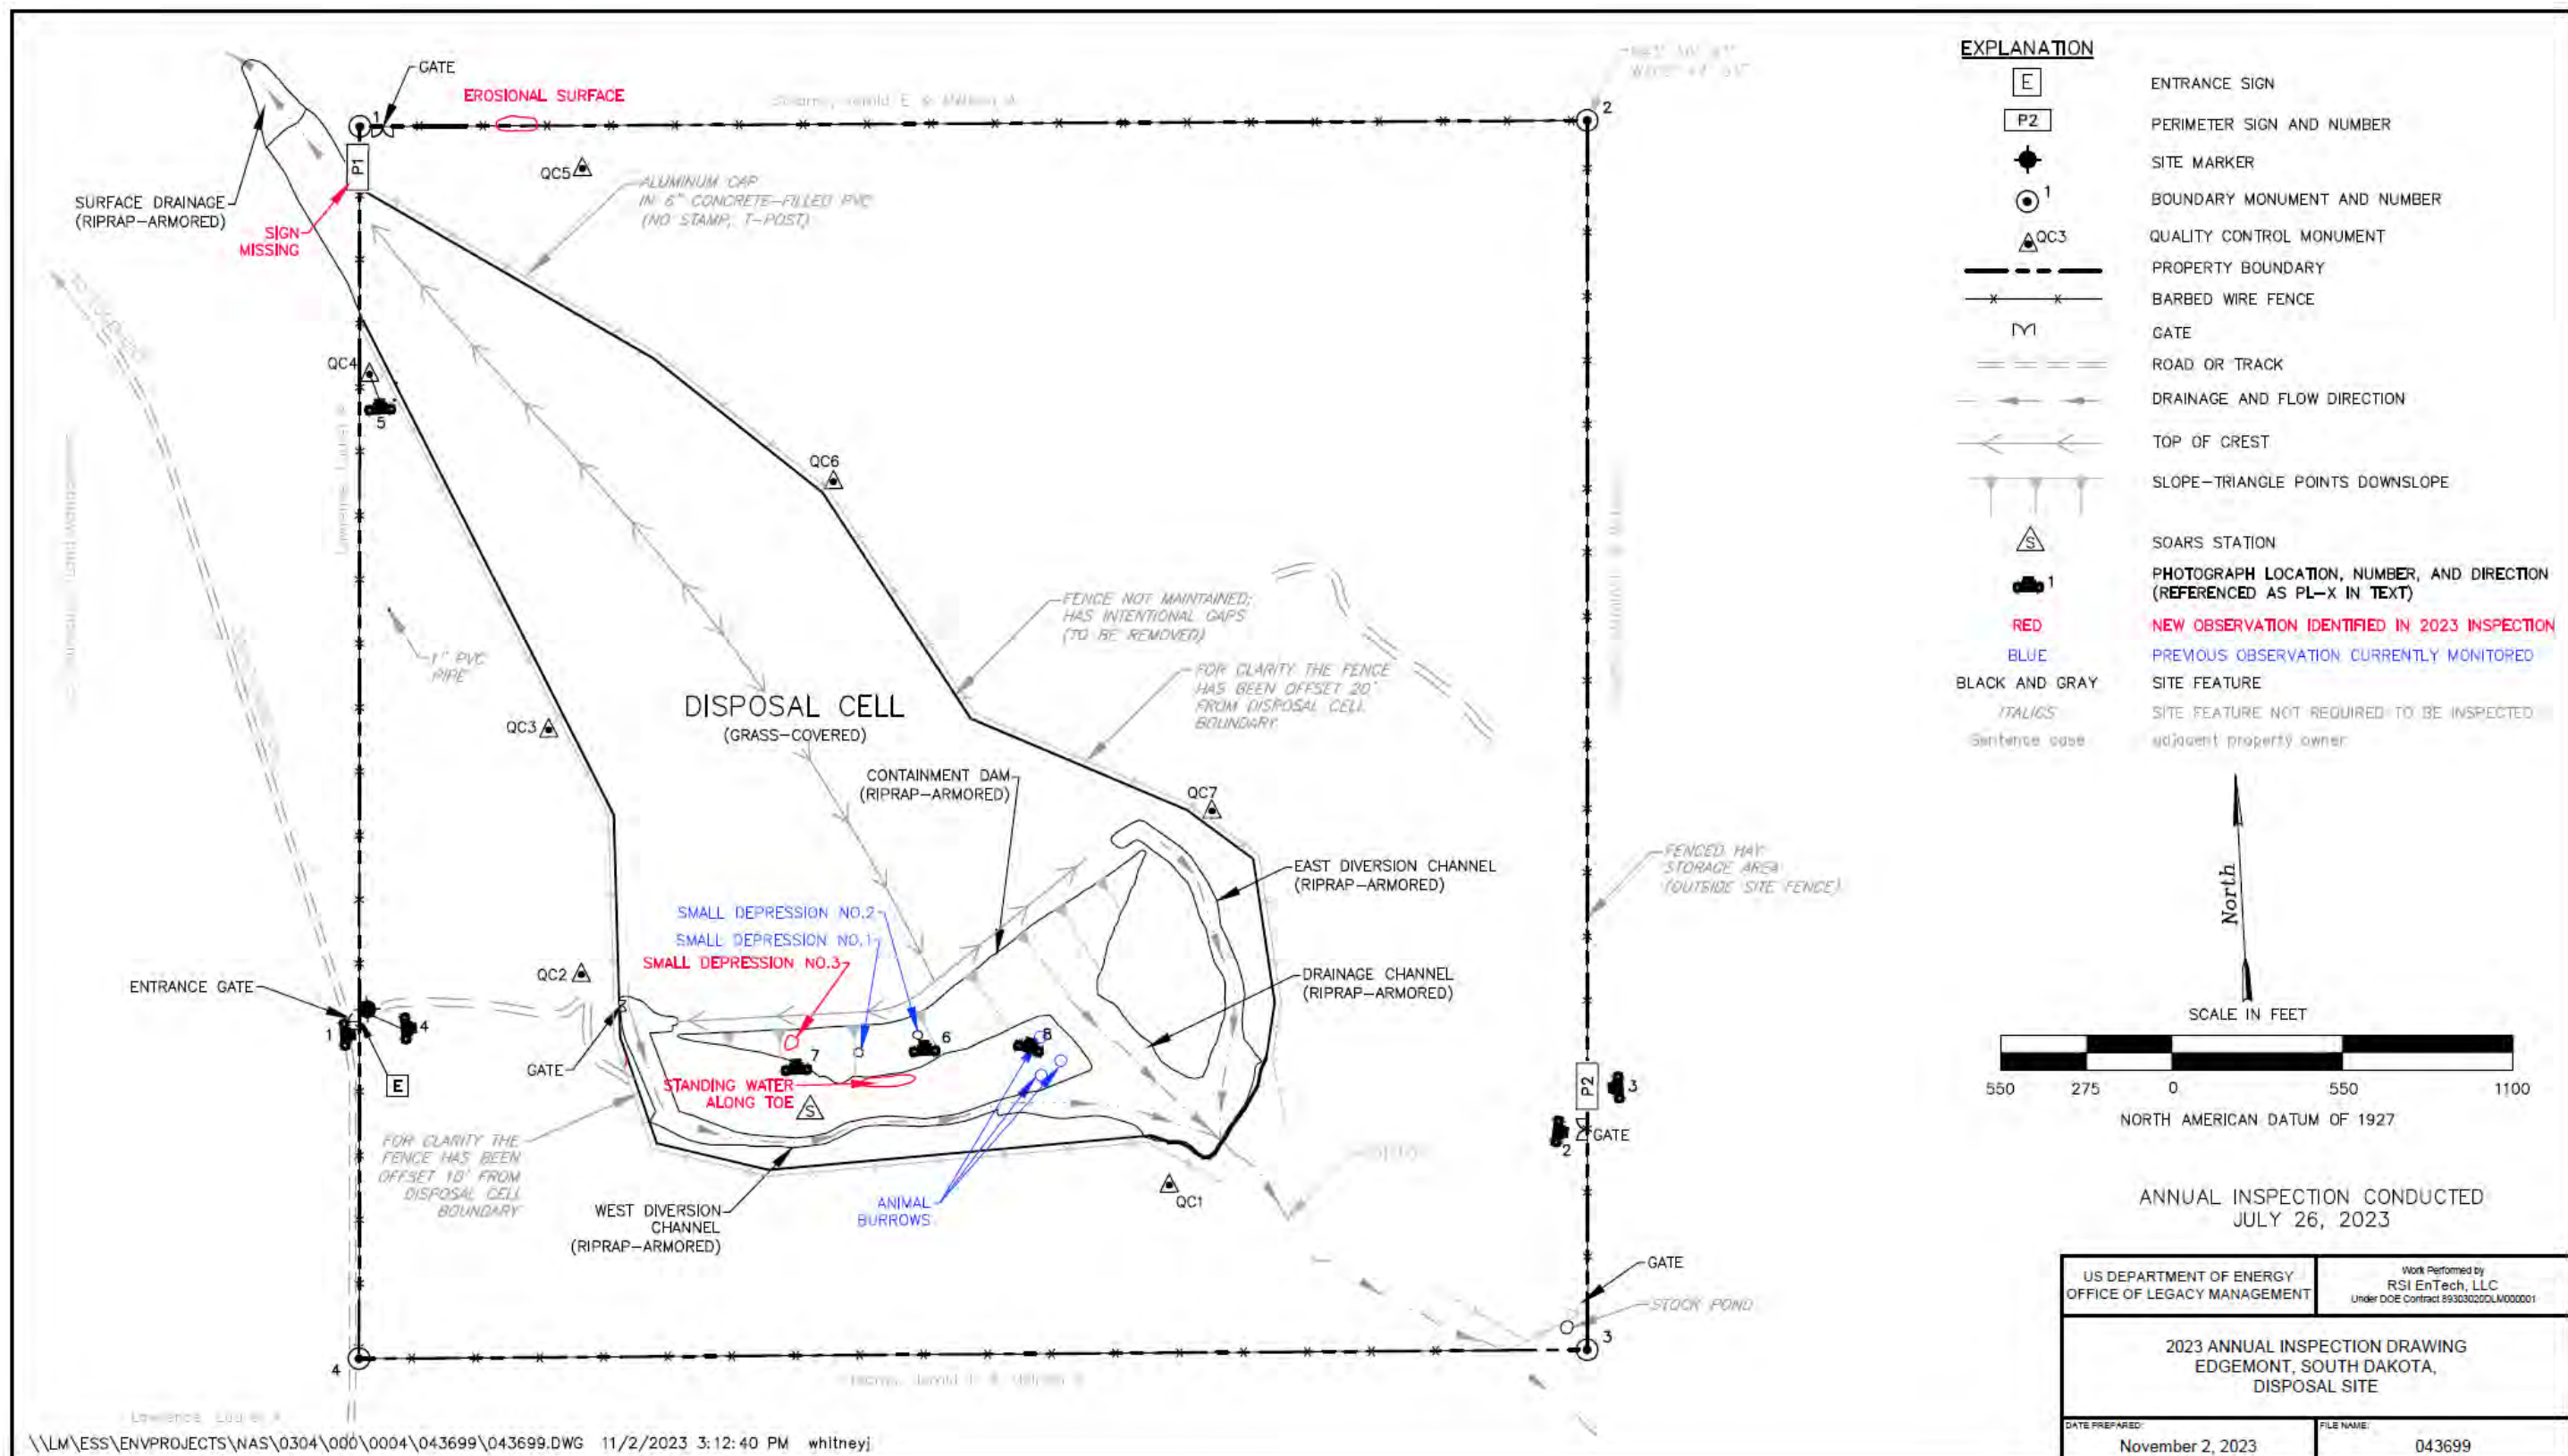 GATE
EROSIONAL SURFACE
1
2
P1
QC5
SURFACE DRAINAGE
(RIPRAP-ARMORED)
SIGN
MISSING
ALUMINUM CAP
IN 6" CONCRETE-FILLED PVC
(NO STAMP, T-POST)
QC4
5
QC6
FENCE NOT MAINTAINED;
HAS INTENTIONAL GAPS
(TO BE REMOVED)
1" PVC
PIPE
FOR CLARITY THE FENCE
HAS BEEN OFFSET 20'
FROM DISPOSAL CELL
BOUNDARY
QC3
DISPOSAL CELL
(GRASS-COVERED)
CONTAINMENT DAM
(RIPRAP-ARMORED)
QC7
FENCED HAY
STORAGE AREA
(OUTSIDE SITE FENCE)
EAST DIVERSION CHANNEL
(RIPRAP-ARMORED)
SMALL DEPRESSION NO.2
SMALL DEPRESSION NO.1
SMALL DEPRESSION NO.3
QC2
ENTRANCE GATE
DRAINAGE CHANNEL
(RIPRAP-ARMORED)
1
4
6
8
7
GATE
E
STANDING WATER
ALONG TOE
S
P2
3
2
GATE
FOR CLARITY THE
FENCE HAS BEEN
OFFSET 10' FROM
DISPOSAL CELL
BOUNDARY
WEST DIVERSION
CHANNEL
(RIPRAP-ARMORED)
ANIMAL
BURROWS
QC1
GATE
STOCK POND
3
4
\\LM\ESS\ENVPROJECTS\NAS\0304\000\0004\043699\043699.DWG 11/2/2023 3:12:40 PM whitneyj
EXPLANATION
E ENTRANCE SIGN
P2 PERIMETER SIGN AND NUMBER
SITE MARKER
1 BOUNDARY MONUMENT AND NUMBER
QC3 QUALITY CONTROL MONUMENT
PROPERTY BOUNDARY
BARBED WIRE FENCE
GATE
ROAD OR TRACK
DRAINAGE AND FLOW DIRECTION
TOP OF CREST
SLOPE-TRIANGLE POINTS DOWNSLOPE
S SOARS STATION
1 PHOTOGRAPH LOCATION, NUMBER, AND DIRECTION
(REFERENCED AS PL-X IN TEXT)
RED NEW OBSERVATION IDENTIFIED IN 2023 INSPECTION
BLUE PREVIOUS OBSERVATION CURRENTLY MONITORED
BLACK AND GRAY SITE FEATURE
ITALICS SITE FEATURE NOT REQUIRED TO BE INSPECTED
Sentence case adjacent property owner
North
SCALE IN FEET
550 275 0 550 1100
NORTH AMERICAN DATUM OF 1927
ANNUAL INSPECTION CONDUCTED
JULY 26, 2023
US DEPARTMENT OF ENERGY
OFFICE OF LEGACY MANAGEMENT
Work Performed by
RSI EnTech, LLC
Under DOE Contract 89303020DLM000001
2023 ANNUAL INSPECTION DRAWING
EDGEMONT, SOUTH DAKOTA,
DISPOSAL SITE
DATE PREPARED:
November 2, 2023
FILE NAME:
043699